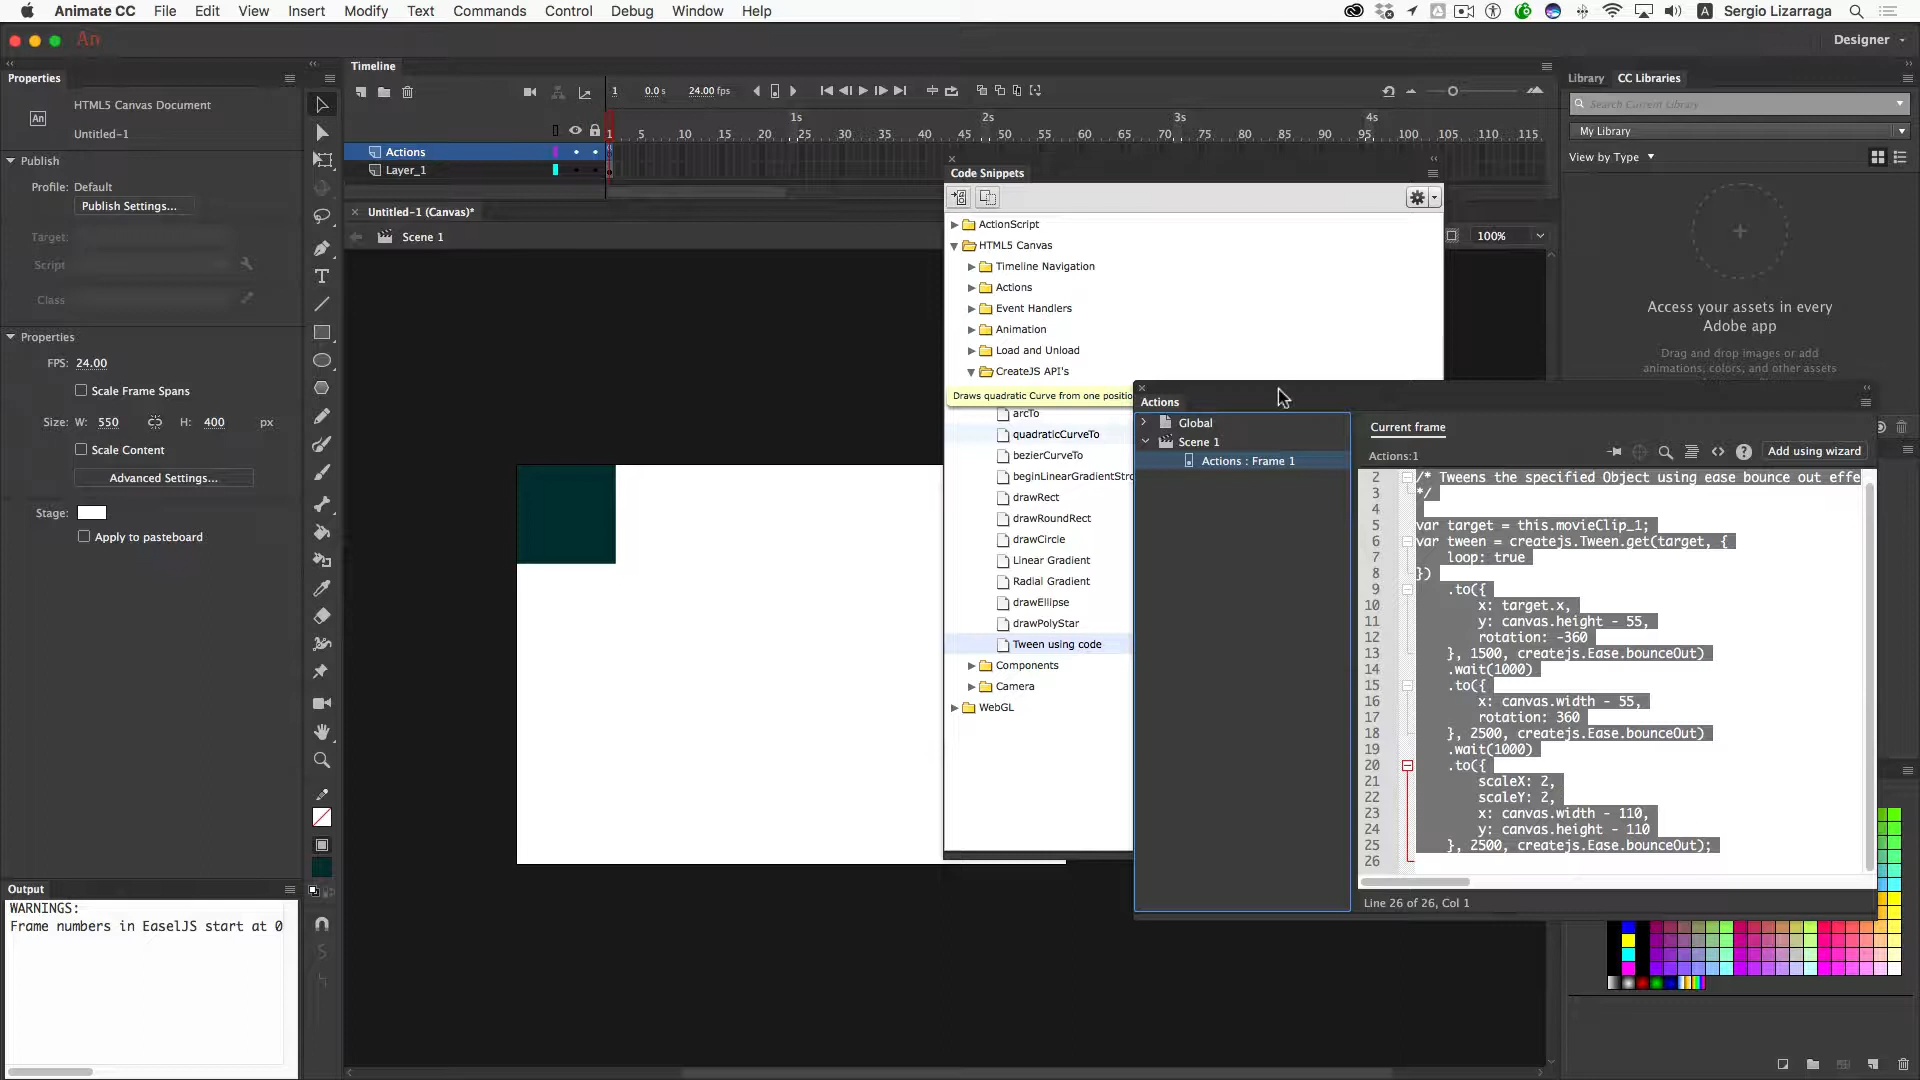 Animate CC File Edit View Insert Modify Text Commands Control Debug Window Help
A Sergio Lizarraga
An
Designer
Properties
An
HTML5 Canvas Document
Untitled-1
Publish
Profile: Default
Publish Settings...
Target:
Script
Class
Properties
FPS: 24.00
Scale Frame Spans
Size: W: 550 H: 400 px
Scale Content
Advanced Settings...
Stage:
Apply to pasteboard
Output
WARNINGS:
Frame numbers in EaselJS start at 0
Timeline
1 0.0 s 24.00 fps
1s 2s 3s 4s
1 5 10 15 20 25 30 35 40 45 50 55 60 65 70 75 80 85 90 95 100 105 110 115
Actions
Layer_1
Untitled-1 (Canvas)*
Scene 1
100%
Code Snippets
ActionScript
HTML5 Canvas
Timeline Navigation
Actions
Event Handlers
Animation
Load and Unload
CreateJS API's
Draws quadratic Curve from one positio
arcTo
quadraticCurveTo
bezierCurveTo
beginLinearGradientStro
drawRect
drawRoundRect
drawCircle
Linear Gradient
Radial Gradient
drawEllipse
drawPolyStar
Tween using code
Components
Camera
WebGL
Actions
Global
Scene 1
Actions : Frame 1
Current frame
Actions:1
Add using wizard
2 /* Tweens the specified Object using ease bounce out effe
3 */
4
5 var target = this.movieClip_1;
6 var tween = createjs.Tween.get(target, {
7 loop: true
8 })
9 .to({
10 x: target.x,
11 y: canvas.height - 55,
12 rotation: -360
13 }, 1500, createjs.Ease.bounceOut)
14 .wait(1000)
15 .to({
16 x: canvas.width - 55,
17 rotation: 360
18 }, 2500, createjs.Ease.bounceOut)
19 .wait(1000)
20 .to({
21 scaleX: 2,
22 scaleY: 2,
23 x: canvas.width - 110,
24 y: canvas.height - 110
25 }, 2500, createjs.Ease.bounceOut);
26
Line 26 of 26, Col 1
Library CC Libraries
Search Current Library
My Library
View by Type
Access your assets in every
Adobe app
Drag and drop images or add
animations, colors, and other assets